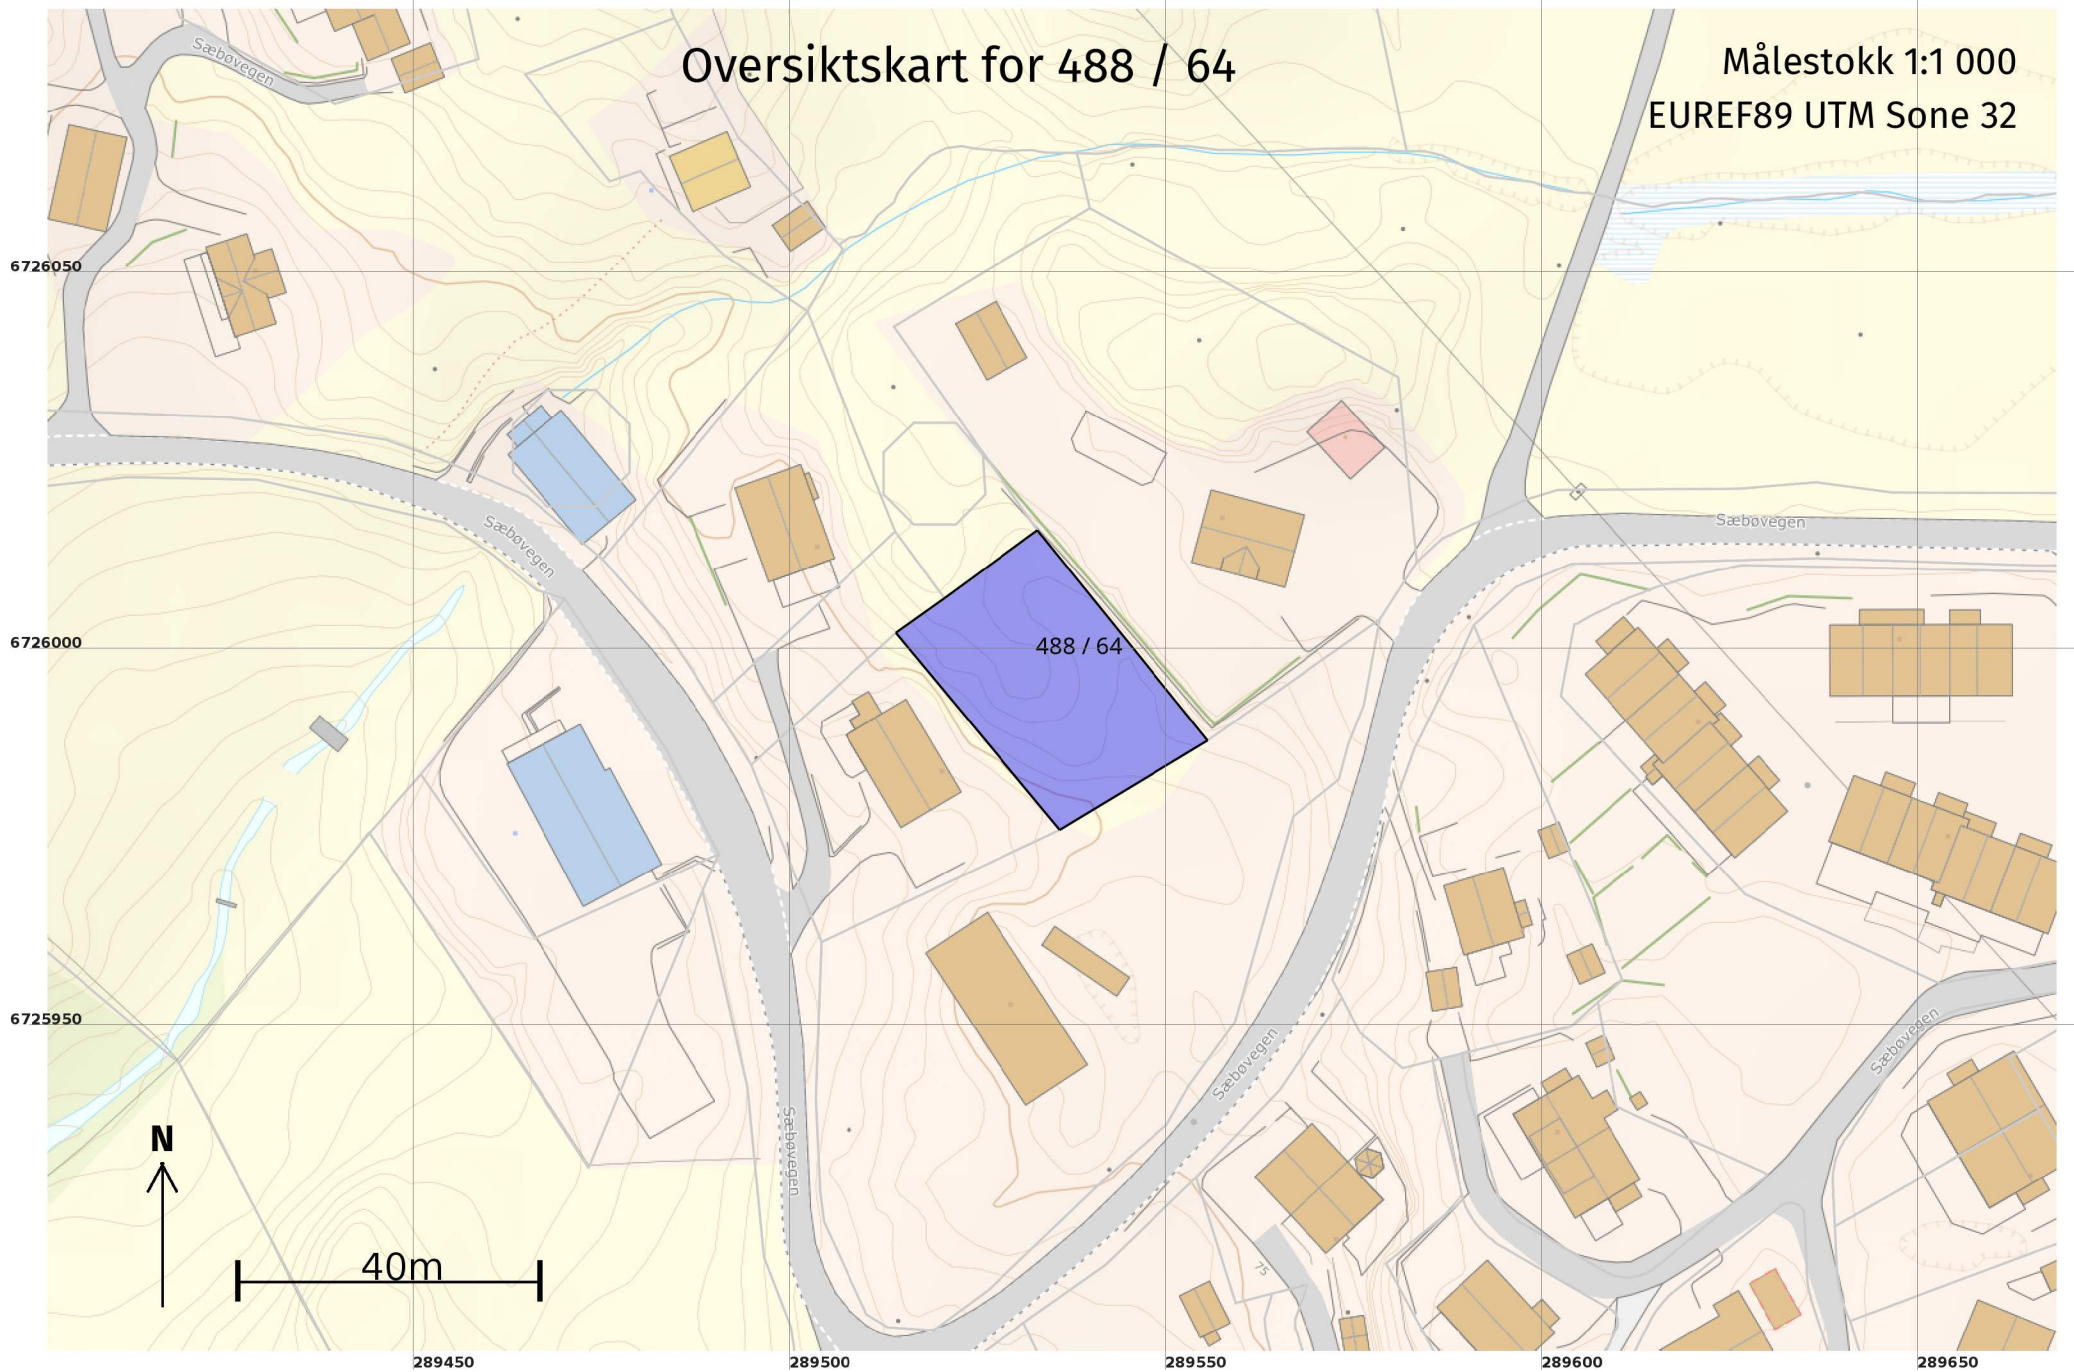 Oversiktskart for 488 / 64
Målestokk 1:1 000
EUREF89 UTM Sone 32
Sæbøvegen
6726050
Sæbøvegen
Sæbøvegen
6726000
488 / 64
6725950
Sæbøvegen
Sæbøvegen
Sæbøvegen
N
40m
75
289450
289500
289550
289600
289650